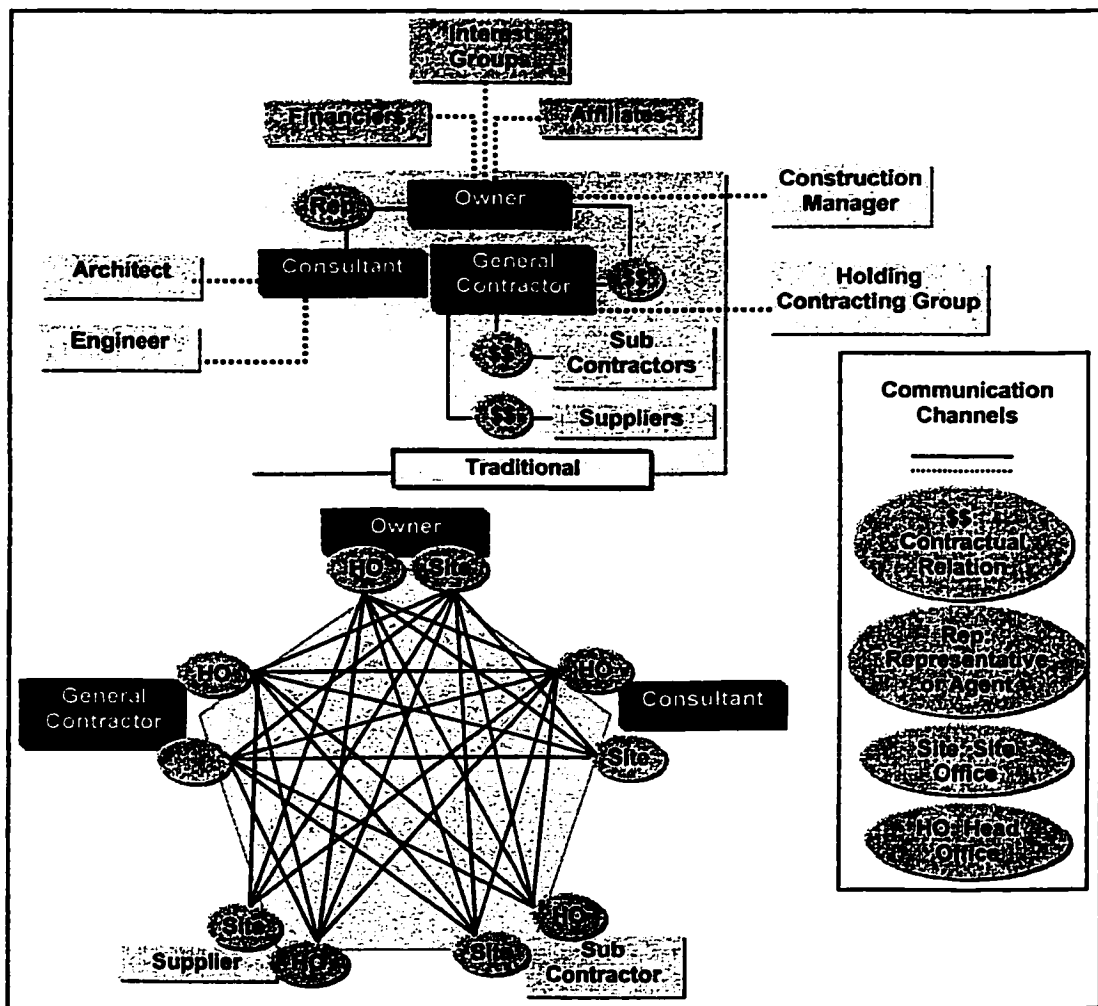 Interest
Groups
Financiers
Affiliates
Rep
Owner
Construction
Manager
Architect
Consultant
General
Contractor
$$
Holding
Contracting Group
Engineer
$$
Sub
Contractors
$$
Suppliers
Traditional
Communication
Channels
$$:
Contractual
Relation
Rep:
Representative
or Agent
Site: Site
Office
HO: Head
Office
Owner
HO
Site
HO
HO
General
Contractor
Consultant
Site
Site
HO
Supplier
HO
Site
Sub
Contractor